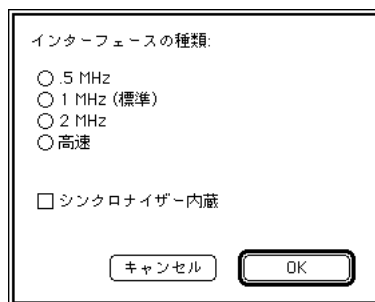 インターフェースの種類:
.5 MHz
1 MHz (標準)
2 MHz
高速
シンクロナイザー内蔵
キャンセル
OK